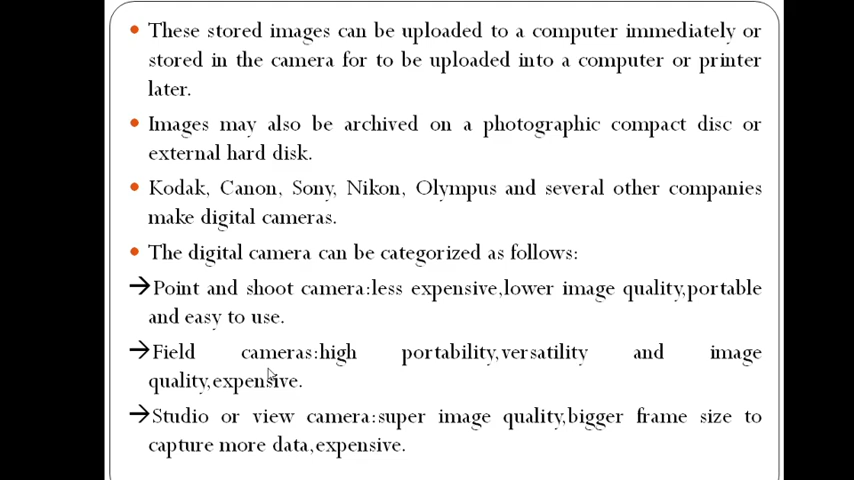 These stored images can be uploaded to a computer immediately or
stored in the camera for to be uploaded into a computer or printer
later.
Images may also be archived on a photographic compact disc or
external hard disk.
Kodak, Canon, Sony, Nikon, Olympus and several other companies
make digital cameras.
The digital camera can be categorized as follows:
→Point and shoot camera:less expensive,lower image quality,portable
and easy to use.
→Field cameras:high portability,versatility and image
quality,expensive.
→Studio or view camera:super image quality,bigger frame size to
capture more data,expensive.